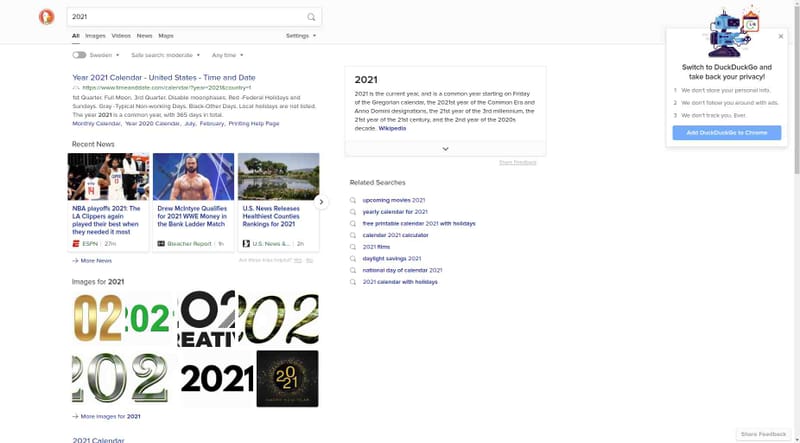 2021
All Images Videos News Maps Settings
Sweden Safe search: moderate Any time
Year 2021 Calendar - United States - Time and Date
https://www.timeanddate.com/calendar/?year=2021&country=1
1st Quarter. Full Moon. 3rd Quarter. Disable moonphases. Red -Federal Holidays and
Sundays. Gray -Typical Non-working Days. Black-Other Days. Local holidays are not listed.
The year 2021 is a common year, with 365 days in total.
Monthly Calendar, Year 2020 Calendar, July, February, Printing Help Page
Recent News
NBA playoffs 2021: The
LA Clippers again
played their best when
they needed it most
ESPN | 27m
Drew McIntyre Qualifies
for 2021 WWE Money in
the Bank Ladder Match
Bleacher Report | 1h
U.S. News Releases
Healthiest Counties
Rankings for 2021
U.S. News &... | 2h
More News
Are these links helpful? Yes No
Images for 2021
02
202
202
CREATIVE
202
202
2021
2021
HAPPY NEW YEAR
More Images for 2021
2021 Calendar
2021
2021 is the current year, and is a common year starting on Friday
of the Gregorian calendar, the 2021st year of the Common Era and
Anno Domini designations, the 21st year of the 3rd millennium, the
21st year of the 21st century, and the 2nd year of the 2020s
decade. Wikipedia
Share Feedback
Related Searches
upcoming movies 2021
yearly calendar for 2021
free printable calendar 2021 with holidays
calendar 2021 calculator
2021 films
daylight savings 2021
national day of calendar 2021
2021 calendar with holidays
Switch to DuckDuckGo and
take back your privacy!
1 We don't store your personal info.
2 We don't follow you around with ads.
3 We don't track you. Ever.
Add DuckDuckGo to Chrome
Share Feedback